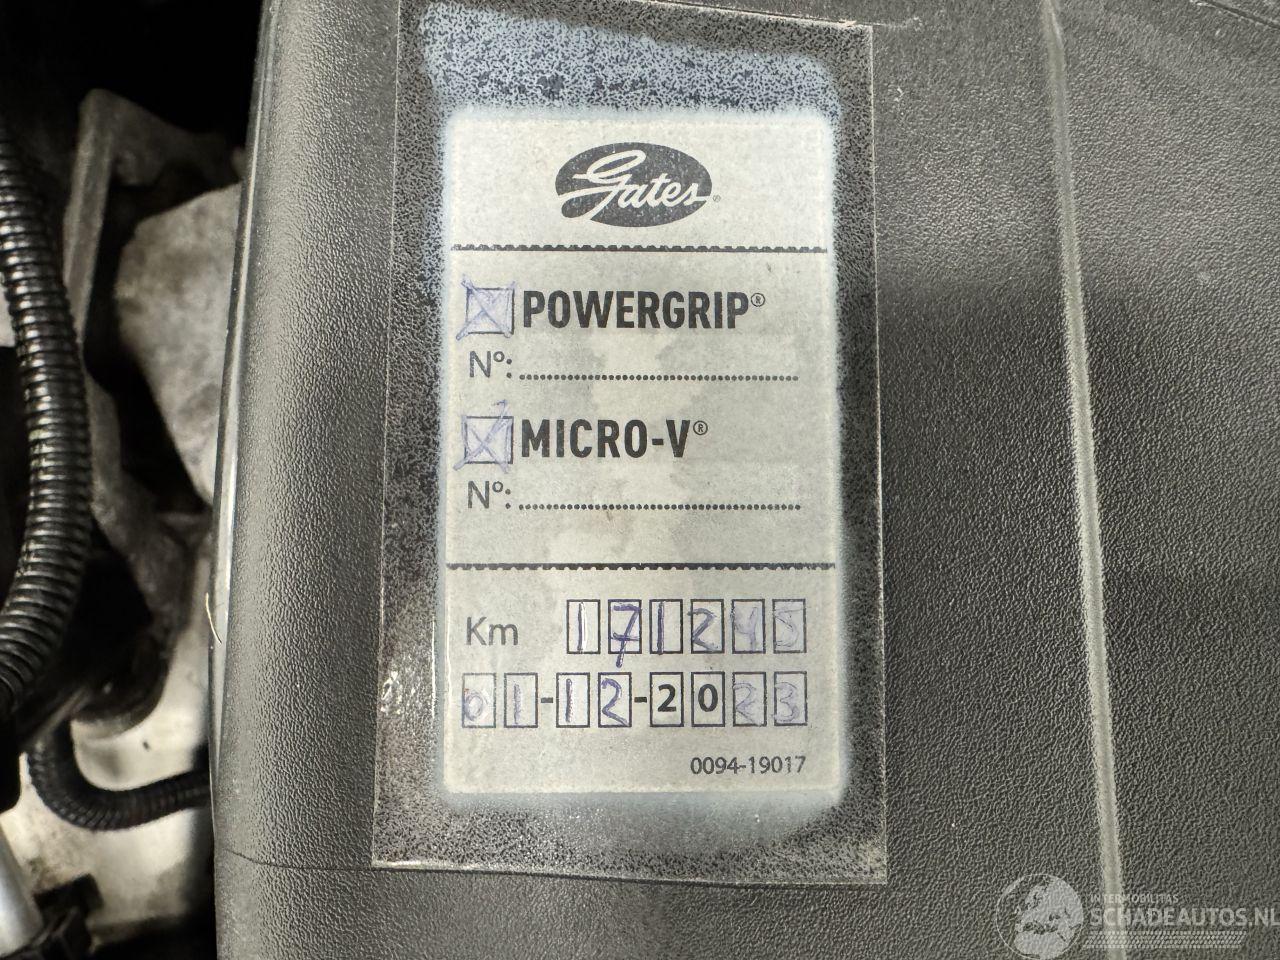 Gates®
POWERGRIP®
Nº:
MICRO-V®
Nº:
Km 171245
01-12-2023
0094-19017
INTERMOBILITAS
SCHADEAUTOS.NL